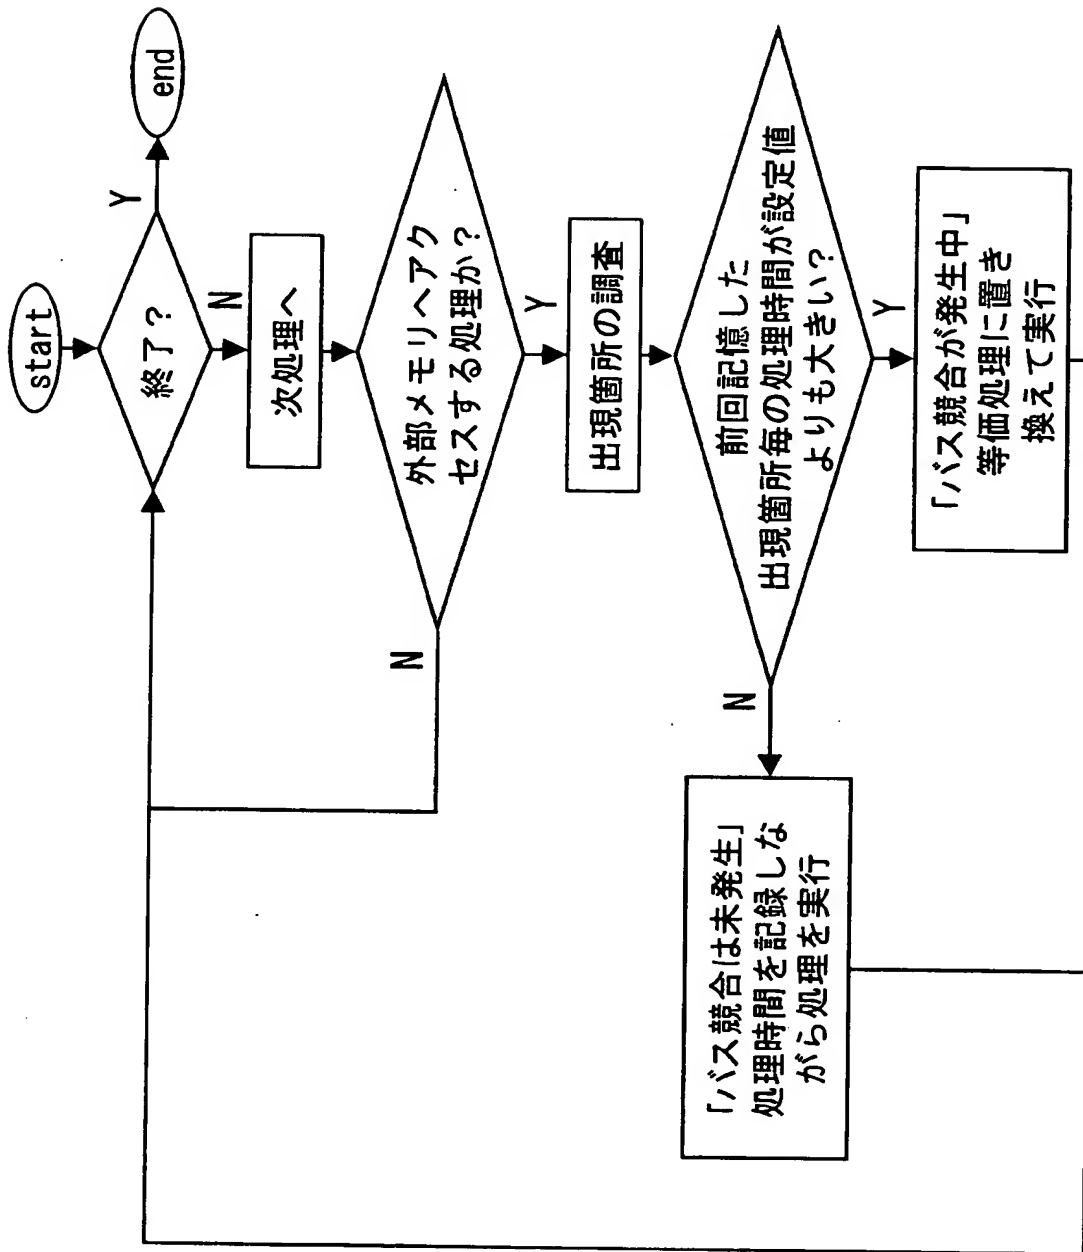 start
終了?
Y
end
N
次処理へ
外部メモリへアク
セスする処理か?
N
Y
出現箇所の調査
前回記憶した
出現箇所毎の処理時間が設定値
よりも大きい?
N
Y
「バス競合は未発生」
処理時間を記録しな
がら処理を実行
「バス競合が発生中」
等価処理に置き
換えて実行